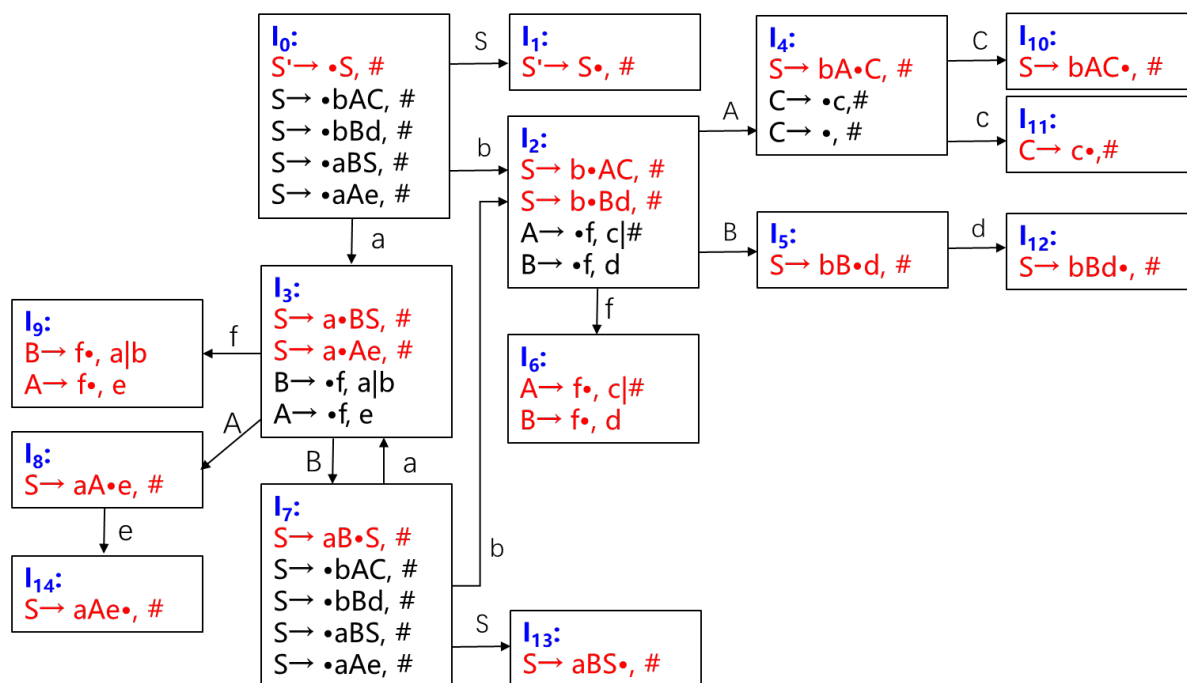 I₀:
S'→ •S, #
S→ •bAC, #
S→ •bBd, #
S→ •aBS, #
S→ •aAe, #
S
I₁:
S'→ S•, #
b
a
I₂:
S→ b•AC, #
S→ b•Bd, #
A→ •f, c|#
B→ •f, d
A
I₄:
S→ bA•C, #
C→ •c,#
C→ •, #
C
I₁₀:
S→ bAC•, #
c
I₁₁:
C→ c•,#
B
I₅:
S→ bB•d, #
d
I₁₂:
S→ bBd•, #
f
I₆:
A→ f•, c|#
B→ f•, d
I₃:
S→ a•BS, #
S→ a•Ae, #
B→ •f, a|b
A→ •f, e
f
I₉:
B→ f•, a|b
A→ f•, e
A
I₈:
S→ aA•e, #
e
I₁₄:
S→ aAe•, #
B
a
I₇:
S→ aB•S, #
S→ •bAC, #
S→ •bBd, #
S→ •aBS, #
S→ •aAe, #
b
S
I₁₃:
S→ aBS•, #